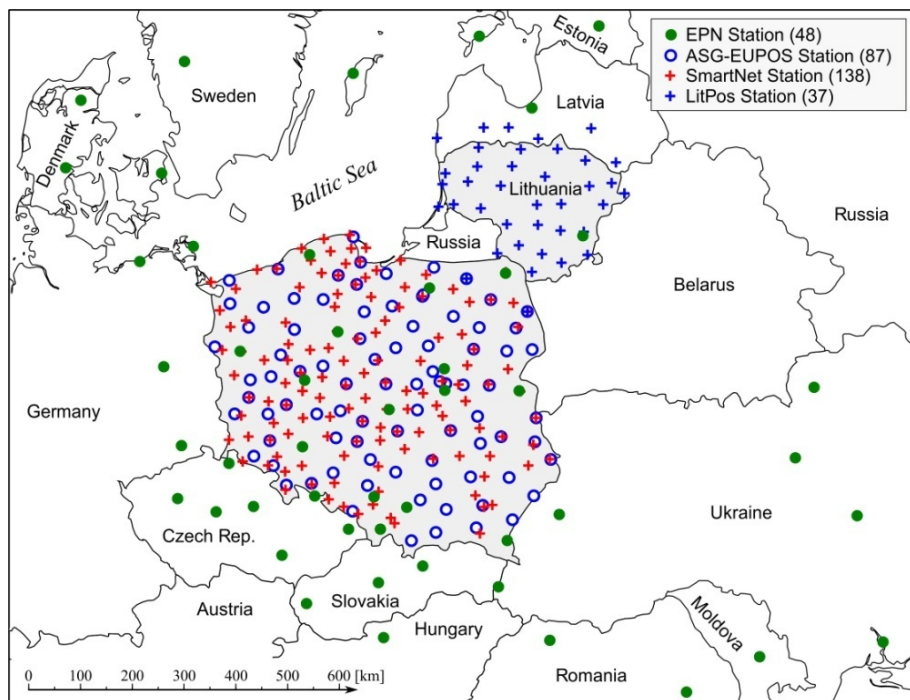 Estonia
EPN Station (48)
ASG-EUPOS Station (87)
SmartNet Station (138)
LitPos Station (37)
Sweden
Latvia
Denmark
Baltic Sea
Lithuania
Russia
Russia
Belarus
Germany
Ukraine
Czech Rep.
Slovakia
Austria
Hungary
Moldova
Romania
0 100 200 300 400 500 600 [km]